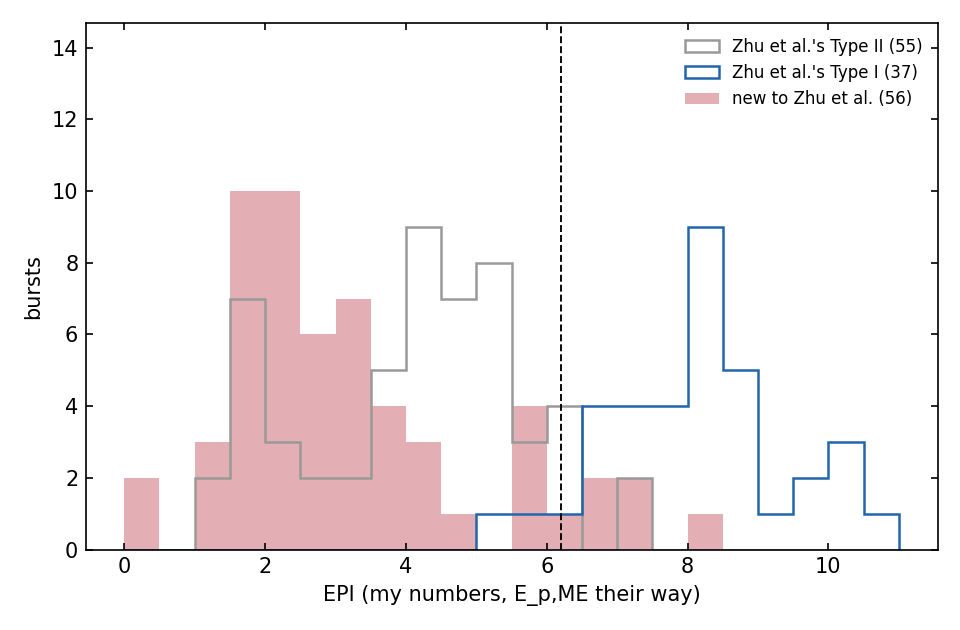 Zhu et al.'s Type II (55)
Zhu et al.'s Type I (37)
new to Zhu et al. (56)
bursts
14
12
10
8
6
4
2
0
0 2 4 6 8 10
EPI (my numbers, E_p,ME their way)